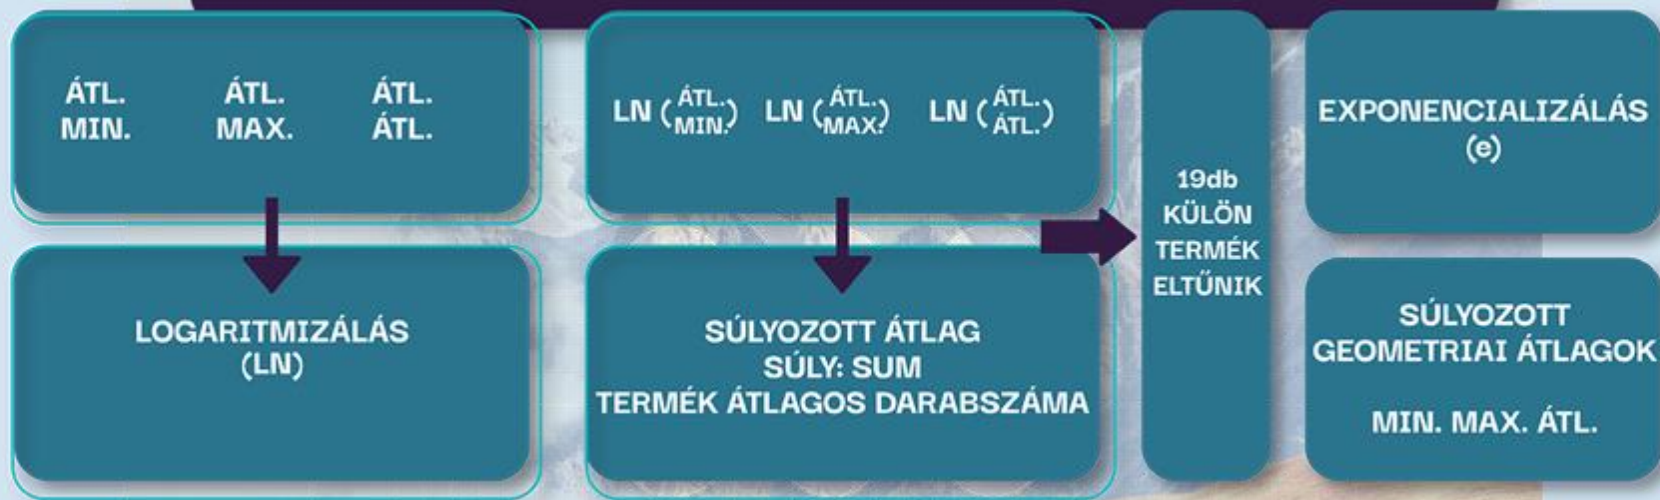 ÁTL. ÁTL. ÁTL.
MIN. MAX. ÁTL.
LOGARITMIZÁLÁS
(LN)
LN (ÁTL. MIN.) LN (ÁTL. MAX.) LN (ÁTL. ÁTL.)
SÚLYOZOTT ÁTLAG
SÚLY: SUM
TERMÉK ÁTLAGOS DARABSZÁMA
19db
KÜLÖN
TERMÉK
ELTŰNIK
EXPONENCIALIZÁLÁS
(e)
SÚLYOZOTT
GEOMETRIAI ÁTLAGOK
MIN. MAX. ÁTL.